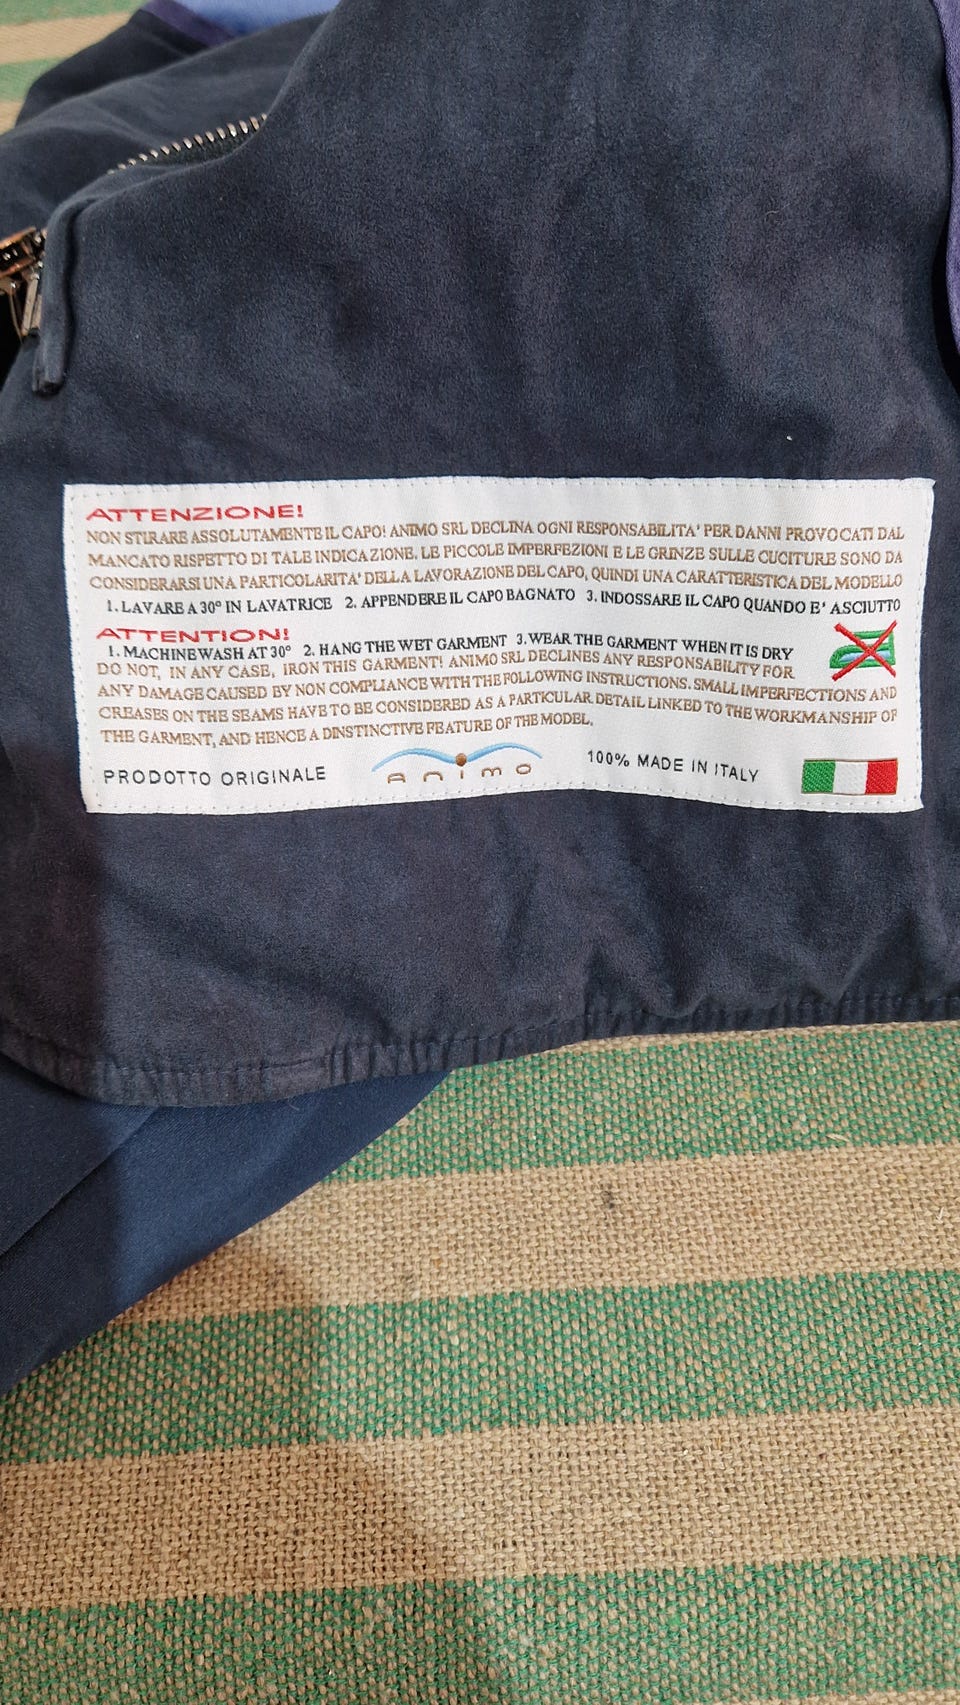 ATTENZIONE!
NON STIRARE ASSOLUTAMENTE IL CAPO! ANIMO SRL DECLINA OGNI RESPONSABILITA' PER DANNI PROVOCATI DAL
MANCATO RISPETTO DI TALE INDICAZIONE. LE PICCOLE IMPERFEZIONI E LE GRINZE SULLE CUCITURE SONO DA
CONSIDERARSI UNA PARTICOLARITA' DELLA LAVORAZIONE DEL CAPO, QUINDI UNA CARATTERISTICA DEL MODELLO
1. LAVARE A 30° IN LAVATRICE 2. APPENDERE IL CAPO BAGNATO 3. INDOSSARE IL CAPO QUANDO E' ASCIUTTO
ATTENTION!
1. MACHINE WASH AT 30° 2. HANG THE WET GARMENT 3. WEAR THE GARMENT WHEN IT IS DRY
DO NOT, IN ANY CASE, IRON THIS GARMENT! ANIMO SRL DECLINES ANY RESPONSABILITY FOR
ANY DAMAGE CAUSED BY NON COMPLIANCE WITH THE FOLLOWING INSTRUCTIONS. SMALL IMPERFECTIONS AND
CREASES ON THE SEAMS HAVE TO BE CONSIDERED AS A PARTICULAR DETAIL LINKED TO THE WORKMANSHIP OF
THE GARMENT, AND HENCE A DINSTINCTIVE FEATURE OF THE MODEL.
PRODOTTO ORIGINALE animo 100% MADE IN ITALY